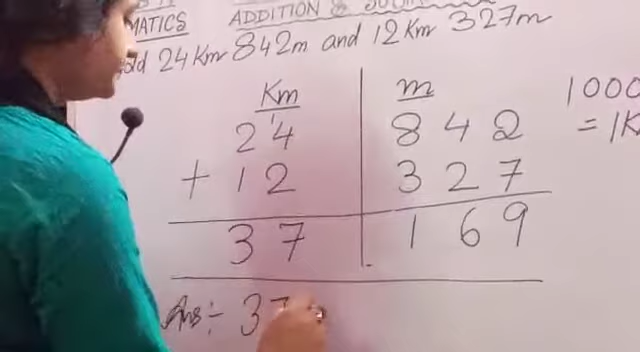 MATICS ADDITION &
24 Km 842m and 12 Km 327m
Km m 1000
1
24 842 = 1K
+ 12 327
37 169
Ans:- 37